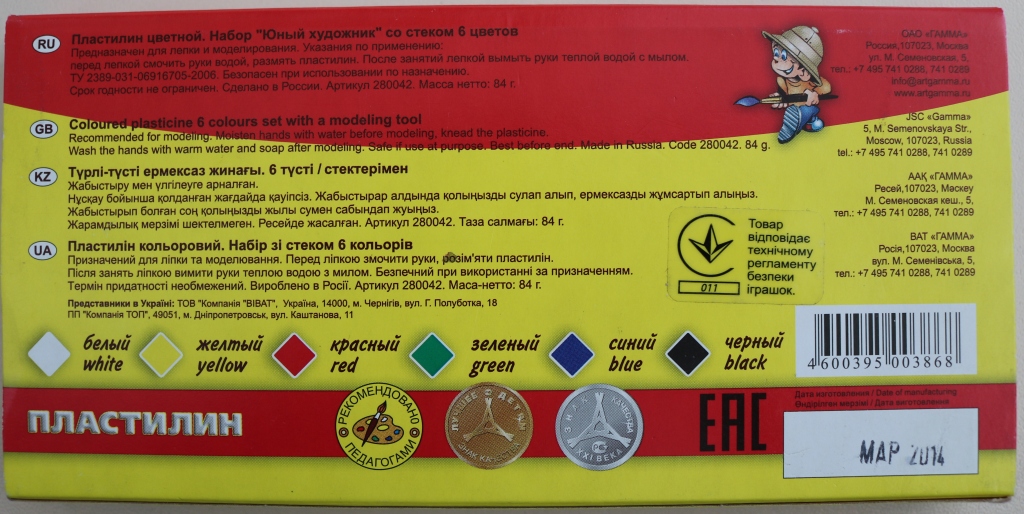 RU
Пластилин цветной. Набор "Юный художник" со стеком 6 цветов
Предназначен для лепки и моделирования. Указания по применению:
перед лепкой смочить руки водой, размять пластилин. После занятий лепкой вымыть руки теплой водой с мылом.
ТУ 2389-031-06916705-2006. Безопасен при использовании по назначению.
Срок годности не ограничен. Сделано в России. Артикул 280042. Масса нетто: 84 г.
ОАО «ГАММА»
Россия,107023, Москва
ул. М. Семеновская, 5,
тел.: +7 495 741 0288, 741 0289
info@artgamma.ru
www.artgamma.ru
GB
Coloured plasticine 6 colours set with a modeling tool
Recommended for modeling. Moisten hands with water before modeling, knead the plasticine.
Wash the hands with warm water and soap after modeling. Safe if use at purpose. Best before end. Made in Russia. Code 280042. 84 g.
JSC «Gamma»
5, M. Semenovskaya Str.,
Moscow, 107023, Russia
tel.: +7 495 741 0288, 741 0289
KZ
Түрлі-түсті ермексаз жинағы. 6 түсті / стектерімен
Жабыстыру мен үлгілеуге арналған.
Нұсқау бойынша қолданған жағдайда қауіпсіз. Жабыстырар алдында қолыңызды сулап алып, ермексазды жұмсартып алыңыз.
Жабыстырып болған соң қолыңызды жылы сумен сабындап жуыңыз.
Жарамдылық мерзімі шектелмеген. Ресейде жасалған. Артикул 280042. Таза салмағы: 84 г.
ААҚ «ГАММА»
Ресей,107023, Мәскеу
М. Семеновская кеш., 5,
тел.: +7 495 741 0288, 741 0289
UA
Пластилін кольоровий. Набір зі стеком 6 кольорів
Призначений для ліпки та моделювання. Перед ліпкою змочити руки, розім'яти пластилін.
Після занять ліпкою вимити руки теплою водою з милом. Безпечний при використанні за призначенням.
Термін придатності необмежений. Вироблено в Росії. Артикул 280042. Маса-нетто: 84 г.
Представники в Україні: ТОВ "Компанія "ВІВАТ", Україна, 14000, м. Чернігів, вул. Г. Полуботка, 18
ПП "Компанія ТОП", 49051, м. Дніпропетровськ, вул. Каштанова, 11
ВАТ «ГАММА»
Росія,107023, Москва
вул. М. Семенівська, 5,
тел.: +7 495 741 0288, 741 0289
011
Товар
відповідає
технічному
регламенту
безпеки
іграшок.
белый
white
желтый
yellow
красный
red
зеленый
green
синий
blue
черный
black
4600395003868
ПЛАСТИЛИН
РЕКОМЕНДОВАНО ПЕДАГОГАМИ
ЛУЧШЕЕ ДЕТЯМ
ЗНАК КАЧЕСТВА
ЗНАК КАЧЕСТВА
XXI ВЕКА
EAC
Дата изготовления / Date of manufacturing
Өндірілген мерзімі / Дата виготовлення
МАР 2014